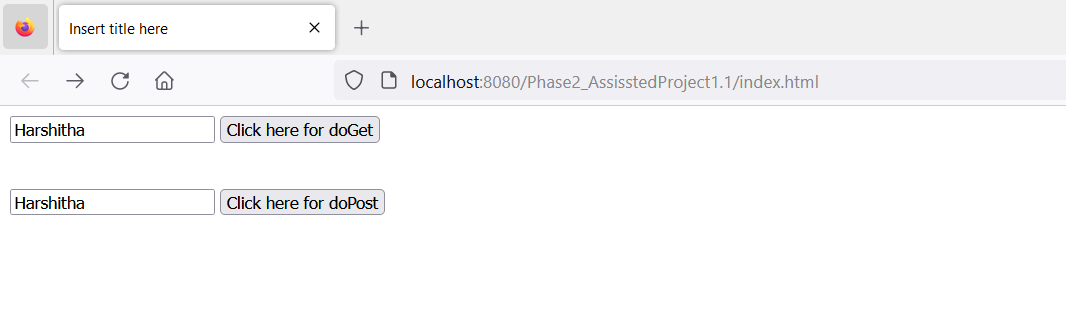 Insert title here
localhost:8080/Phase2_AssisstedProject1.1/index.html
Harshitha Click here for doGet
Harshitha Click here for doPost